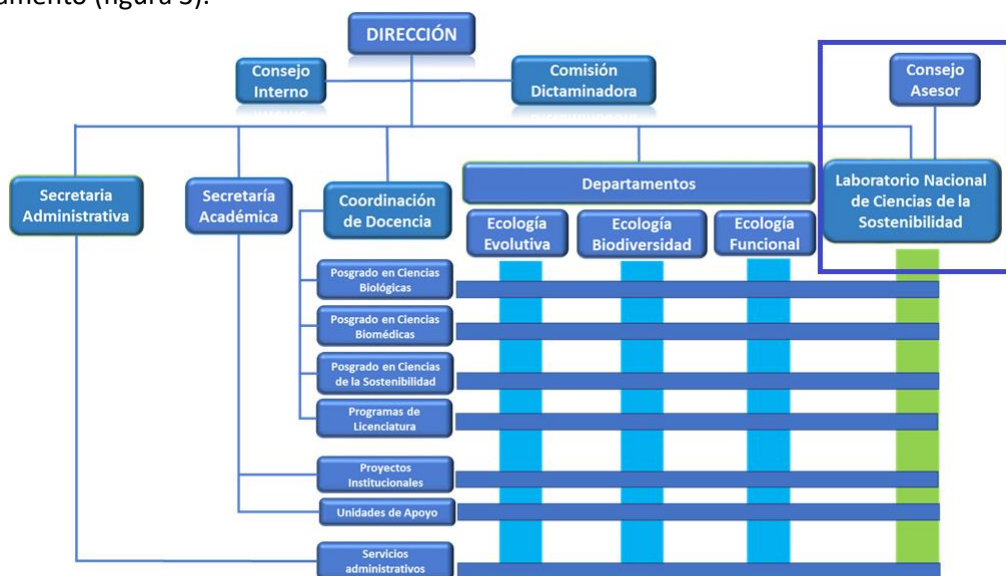 amento (figura 3).
DIRECCIÓN
Consejo
Interno
Comisión
Dictaminadora
Consejo
Asesor
Secretaria
Administrativa
Secretaría
Académica
Coordinación
de Docencia
Departamentos
Laboratorio Nacional
de Ciencias de la
Sostenibilidad
Ecología
Evolutiva
Ecología
Biodiversidad
Ecología
Funcional
Posgrado en Ciencias
Biológicas
Posgrado en Ciencias
Biomédicas
Posgrado en Ciencias
de la Sostenibilidad
Programas de
Licenciatura
Proyectos
Institucionales
Unidades de Apoyo
Servicios
administrativos